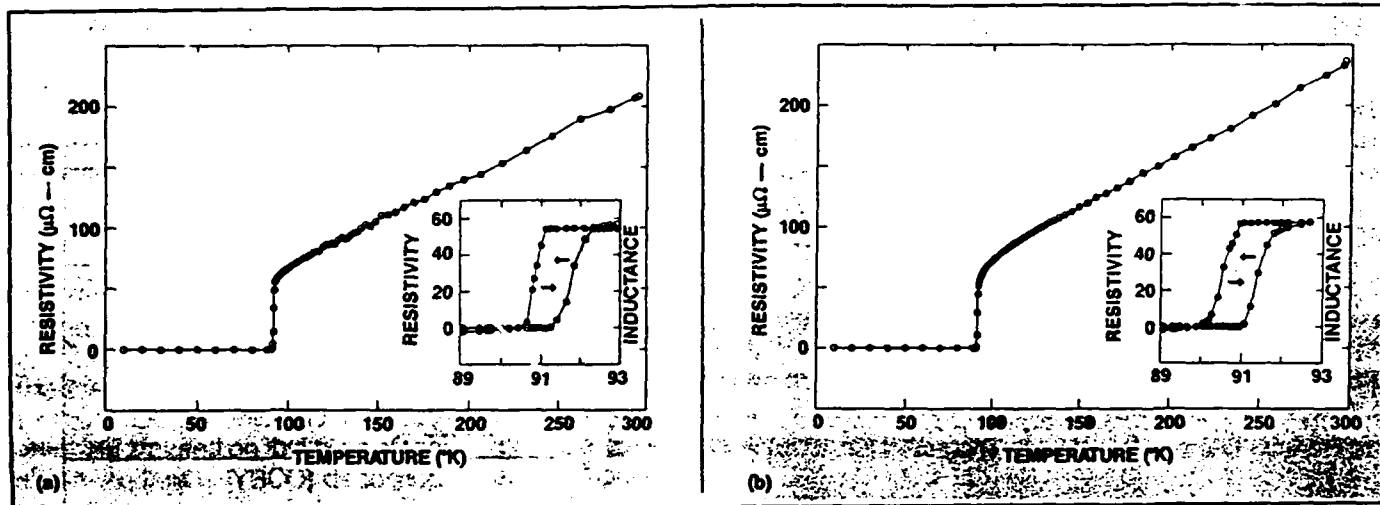 RESISTIVITY (μΩ — cm)
200
100
0
0 50 100 150 200 250 300
TEMPERATURE (°K)
RESISTIVITY
60
40
20
0
89 91 93
INDUCTANCE
(a)
RESISTIVITY (μΩ — cm)
200
100
0
0 50 100 150 200 250 300
TEMPERATURE (°K)
RESISTIVITY
60
40
20
0
89 91 93
INDUCTANCE
(b)